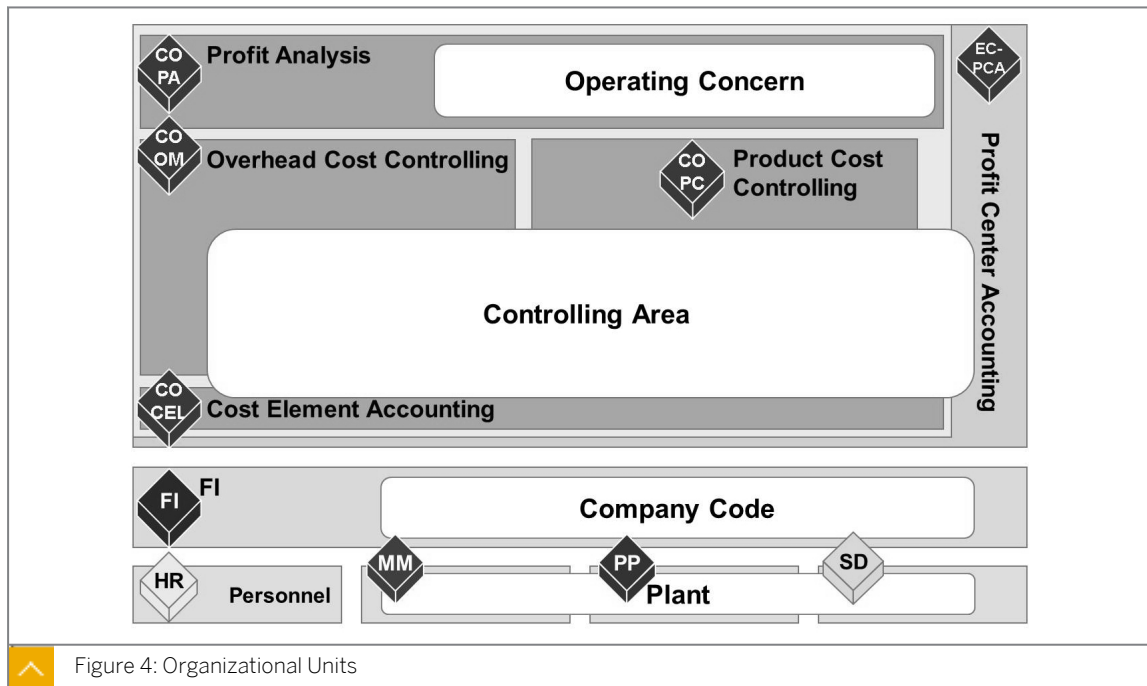 CO
PA
Profit Analysis
Operating Concern
EC-
PCA
CO
OM
Overhead Cost Controlling
CO
PC
Product Cost
Controlling
Profit Center Accounting
Controlling Area
CO
CEL
Cost Element Accounting
FI
FI
Company Code
HR
Personnel
MM
PP
SD
Plant
Figure 4: Organizational Units